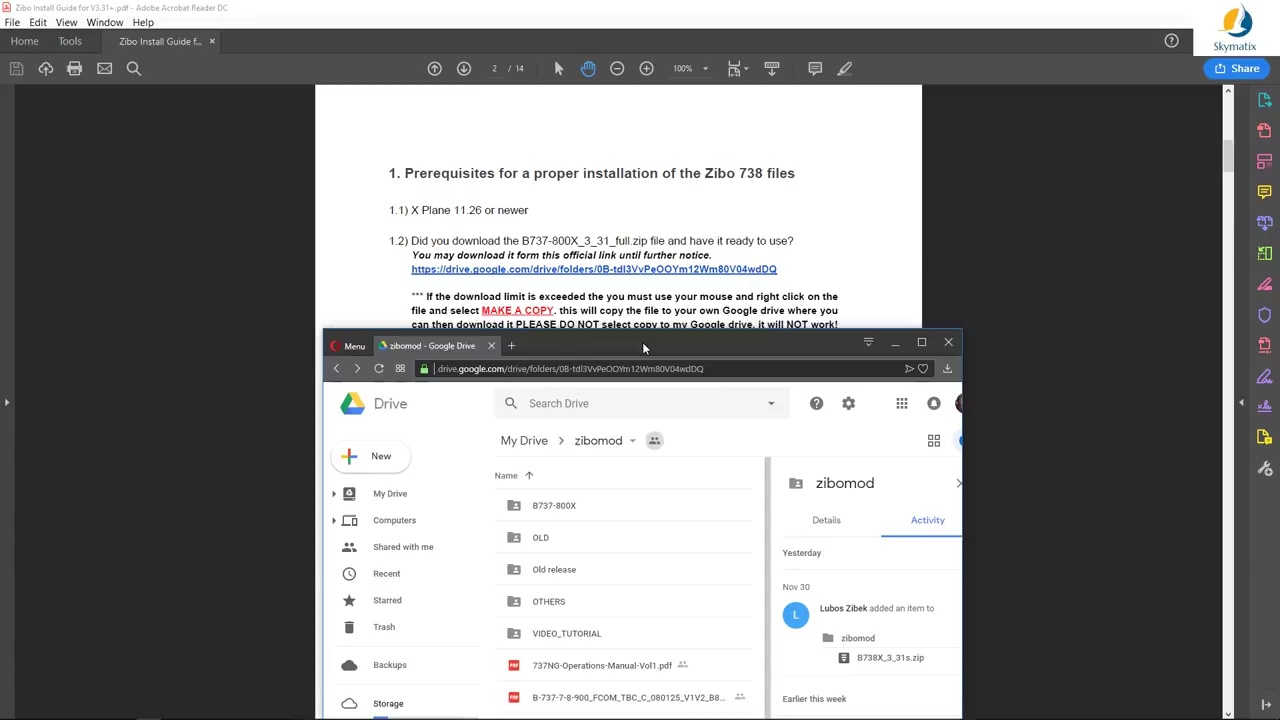 Zibo Install Guide for V3.31+.pdf - Adobe Acrobat Reader DC
File Edit View Window Help
Home Tools Zibo Install Guide f... ×
Skymatix
2 / 14 100% Share
1. Prerequisites for a proper installation of the Zibo 738 files
1.1) X Plane 11.26 or newer
1.2) Did you download the B737-800X_3_31_full.zip file and have it ready to use?
You may download it form this official link until further notice.
https://drive.google.com/drive/folders/0B-tdl3VvPeOOYm12Wm80V04wdDQ
*** If the download limit is exceeded the you must use your mouse and right click on the
file and select MAKE A COPY. this will copy the file to your own Google drive where you
can then download it PLEASE DO NOT select copy to my Google drive, it will NOT work!
Menu zibomod - Google Drive
drive.google.com/drive/folders/0B-tdl3VvPeOOYm12Wm80V04wdDQ
Drive Search Drive
New
My Drive > zibomod
My Drive
Computers
Shared with me
Recent
Starred
Trash
Backups
Storage
Name
B737-800X
OLD
Old release
OTHERS
VIDEO_TUTORIAL
737NG-Operations-Manual-Vol1.pdf
B-737-7-8-900_FCOM_TBC_C_080125_V1V2_B8...
zibomod
Details Activity
Yesterday
Nov 30
L Lubos Zibek added an item to
zibomod
B738X_3_31s.zip
Earlier this week